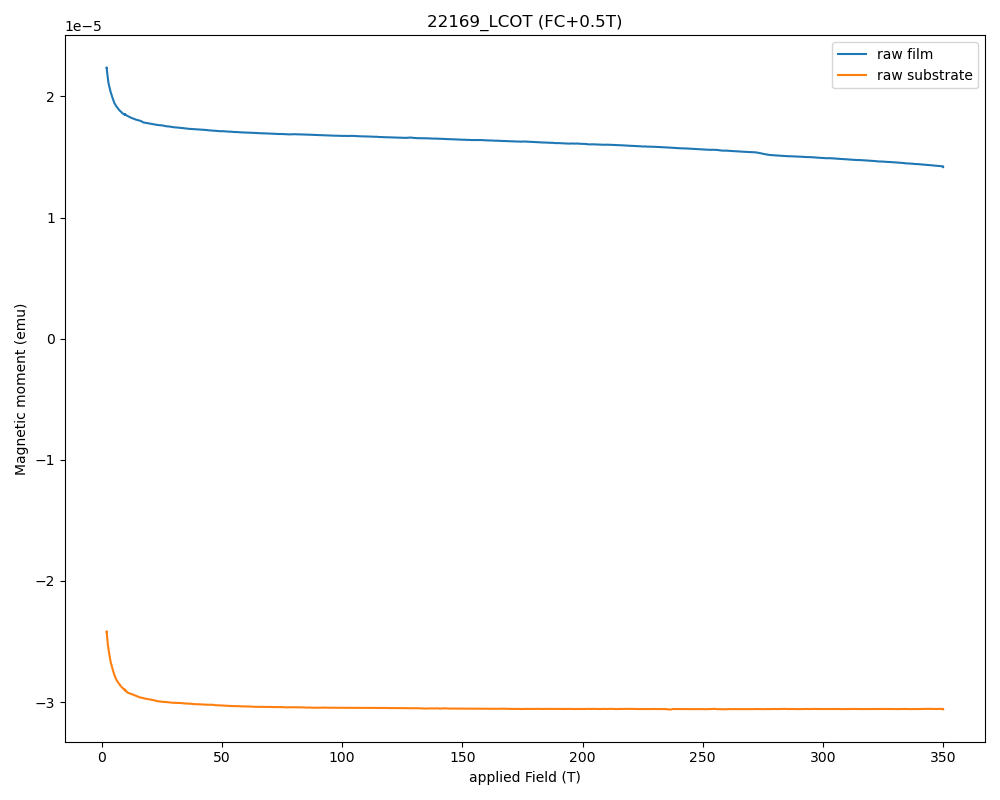 22169_LCOT (FC+0.5T)
1e−5
raw film
raw substrate
2
1
0
−1
−2
−3
Magnetic moment (emu)
0 50 100 150 200 250 300 350
applied Field (T)